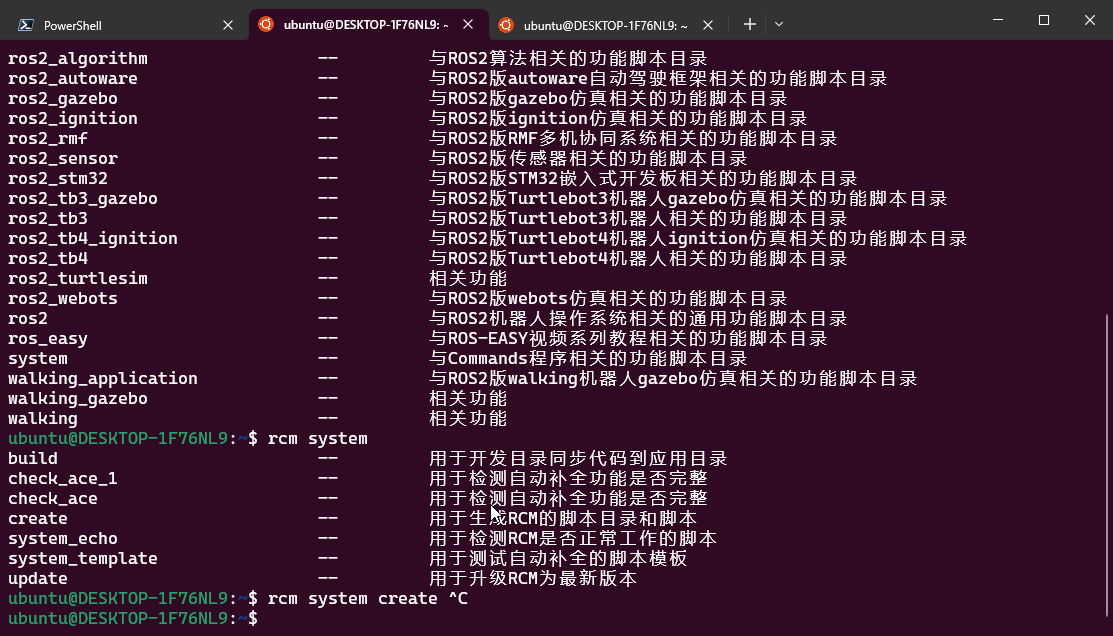 PowerShell ubuntu@DESKTOP-1F76NL9: ~ ubuntu@DESKTOP-1F76NL9: ~
ros2_algorithm -- 与ROS2算法相关的功能脚本目录
ros2_autoware -- 与ROS2版autoware自动驾驶框架相关的功能脚本目录
ros2_gazebo -- 与ROS2版gazebo仿真相关的功能脚本目录
ros2_ignition -- 与ROS2版ignition仿真相关的功能脚本目录
ros2_rmf -- 与ROS2版RMF多机协同系统相关的功能脚本目录
ros2_sensor -- 与ROS2版传感器相关的功能脚本目录
ros2_stm32 -- 与ROS2版STM32嵌入式开发板相关的功能脚本目录
ros2_tb3_gazebo -- 与ROS2版Turtlebot3机器人gazebo仿真相关的功能脚本目录
ros2_tb3 -- 与ROS2版Turtlebot3机器人相关的功能脚本目录
ros2_tb4_ignition -- 与ROS2版Turtlebot4机器人ignition仿真相关的功能脚本目录
ros2_tb4 -- 与ROS2版Turtlebot4机器人相关的功能脚本目录
ros2_turtlesim -- 相关功能
ros2_webots -- 与ROS2版webots仿真相关的功能脚本目录
ros2 -- 与ROS2机器人操作系统相关的通用功能脚本目录
ros_easy -- 与ROS-EASY视频系列教程相关的功能脚本目录
system -- 与Commands程序相关的功能脚本目录
walking_application -- 与ROS2版walking机器人gazebo仿真相关的功能脚本目录
walking_gazebo -- 相关功能
walking -- 相关功能
ubuntu@DESKTOP-1F76NL9:~$ rcm system
build -- 用于开发目录同步代码到应用目录
check_ace_1 -- 用于检测自动补全功能是否完整
check_ace -- 用于检测自动补全功能是否完整
create -- 用于生成RCM的脚本目录和脚本
system_echo -- 用于检测RCM是否正常工作的脚本
system_template -- 用于测试自动补全的脚本模板
update -- 用于升级RCM为最新版本
ubuntu@DESKTOP-1F76NL9:~$ rcm system create ^C
ubuntu@DESKTOP-1F76NL9:~$